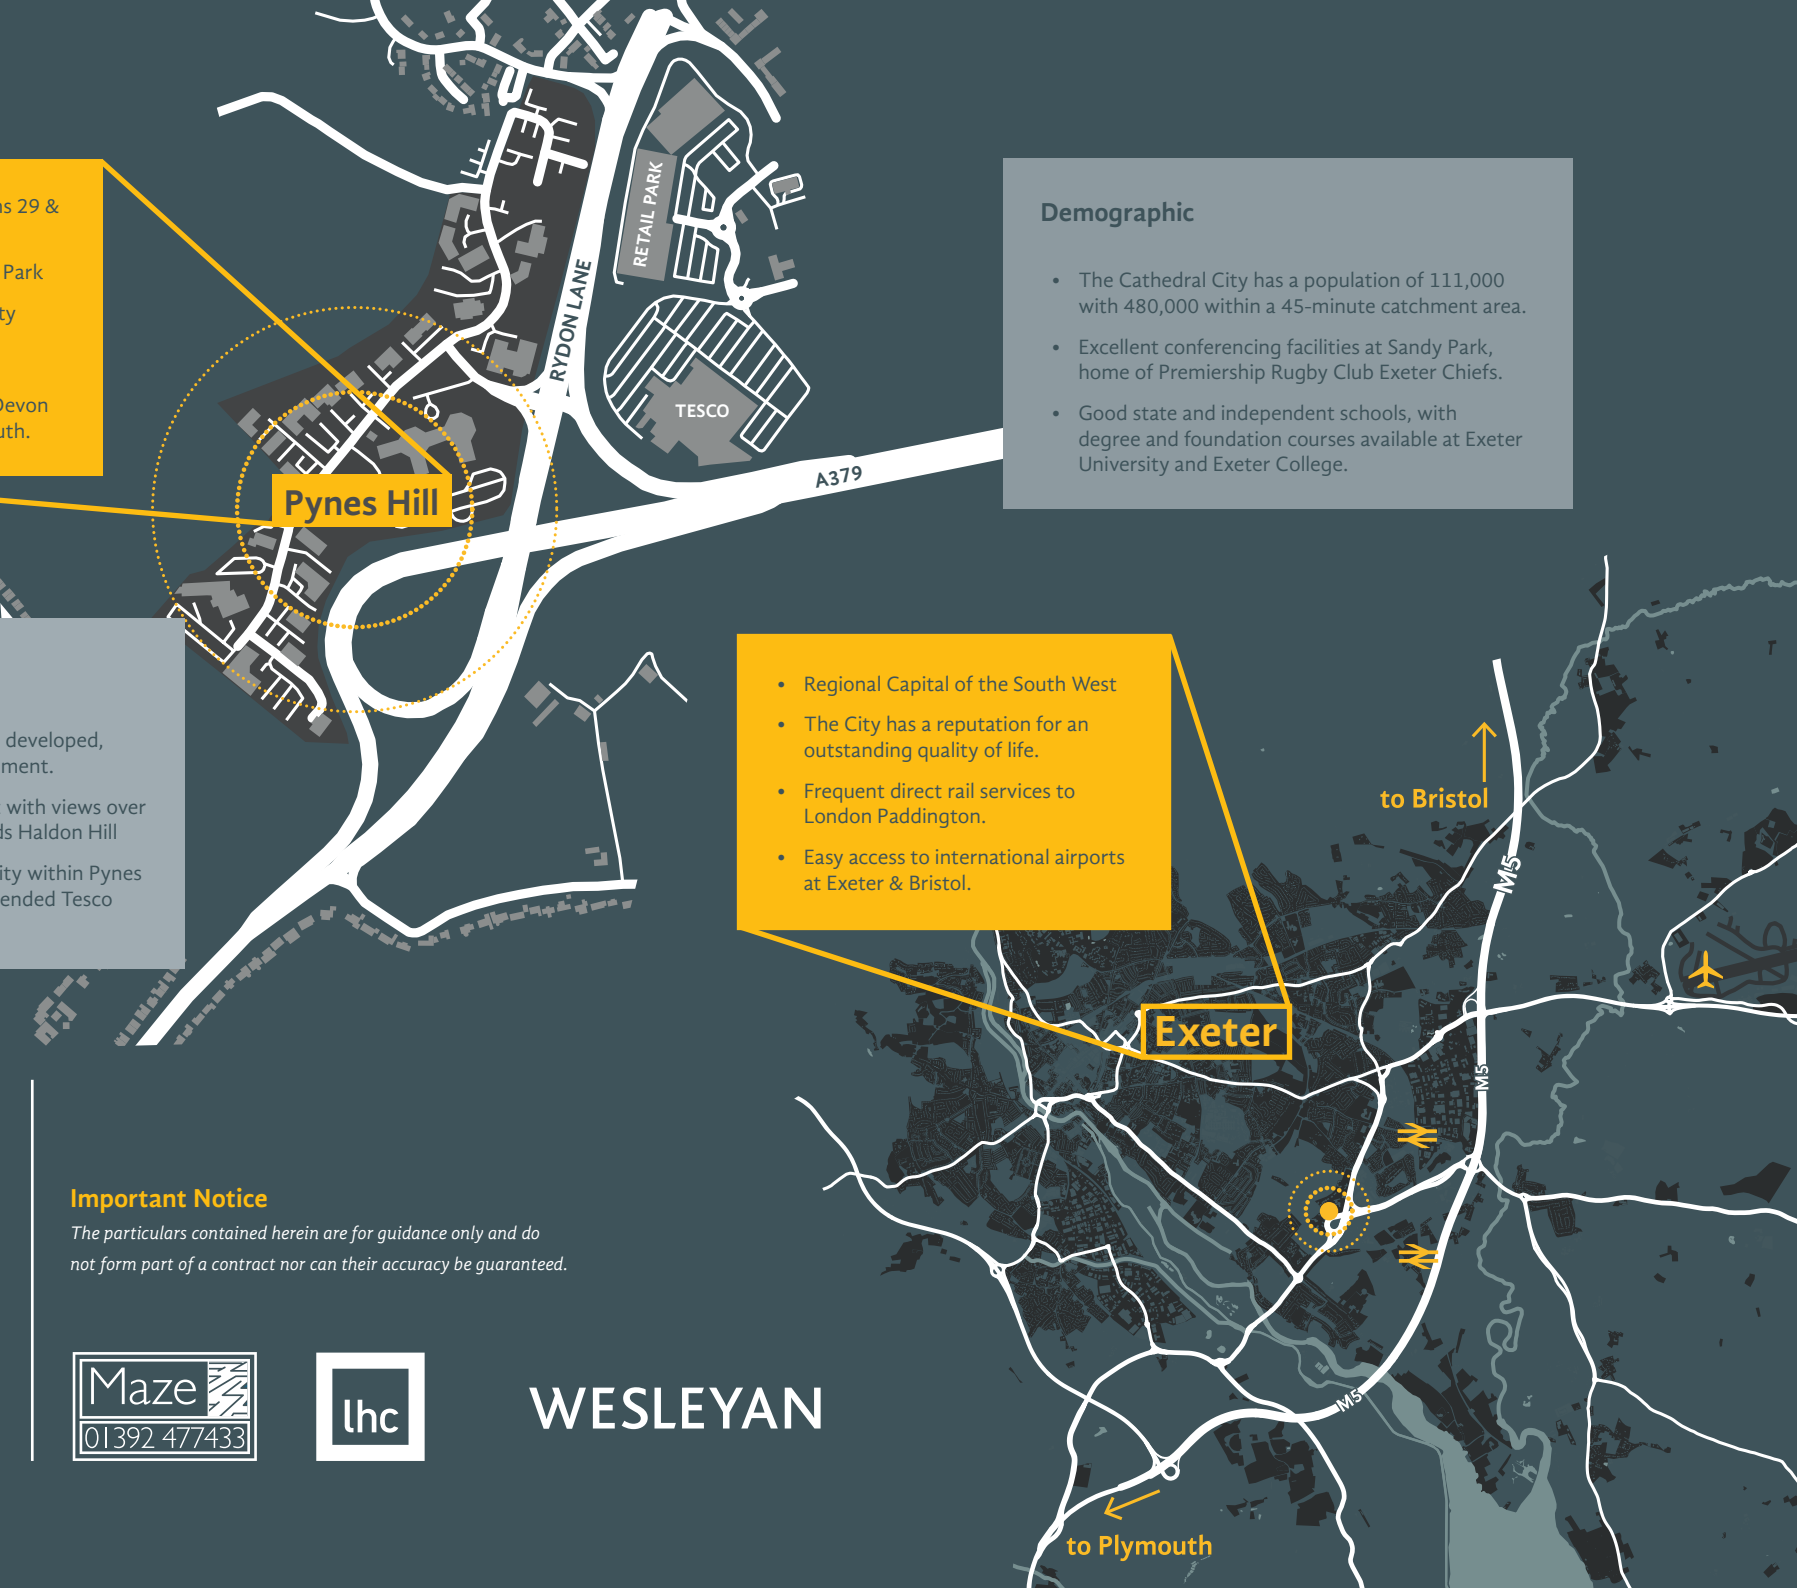 ns 29 &
Park
ty
Devon
uth.
RETAIL PARK
RYDON LANE
TESCO
A379
Pynes Hill
Demographic
• The Cathedral City has a population of 111,000
with 480,000 within a 45-minute catchment area.
• Excellent conferencing facilities at Sandy Park,
home of Premiership Rugby Club Exeter Chiefs.
• Good state and independent schools, with
degree and foundation courses available at Exeter
University and Exeter College.
developed,
ment.
with views over
ds Haldon Hill
ity within Pynes
ended Tesco
• Regional Capital of the South West
• The City has a reputation for an
outstanding quality of life.
• Frequent direct rail services to
London Paddington.
• Easy access to international airports
at Exeter & Bristol.
to Bristol
M5
Exeter
M5
M5
to Plymouth
Important Notice
The particulars contained herein are for guidance only and do
not form part of a contract nor can their accuracy be guaranteed.
Maze
01392 477433
lhc
WESLEYAN